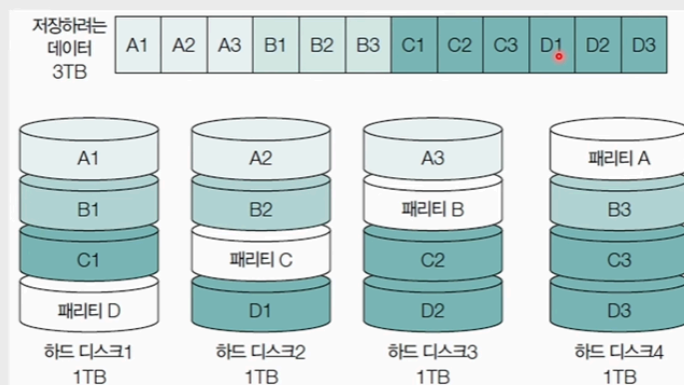 저장하려는
데이터
3TB
A1 A2 A3 B1 B2 B3 C1 C2 C3 D1 D2 D3
A1 A2 A3 패리티 A
B1 B2 패리티 B B3
C1 패리티 C C2 C3
패리티 D D1 D2 D3
하드 디스크1 하드 디스크2 하드 디스크3 하드 디스크4
1TB 1TB 1TB 1TB